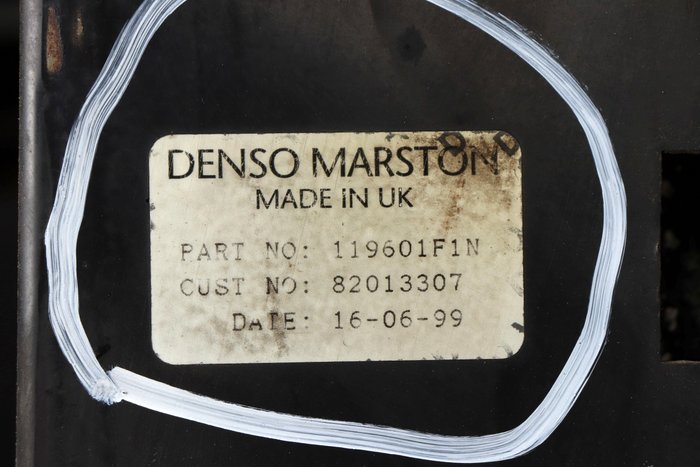 DENSO MARSTON
MADE IN UK
PART NO: 119601F1N
CUST NO: 82013307
DATE: 16-06-99